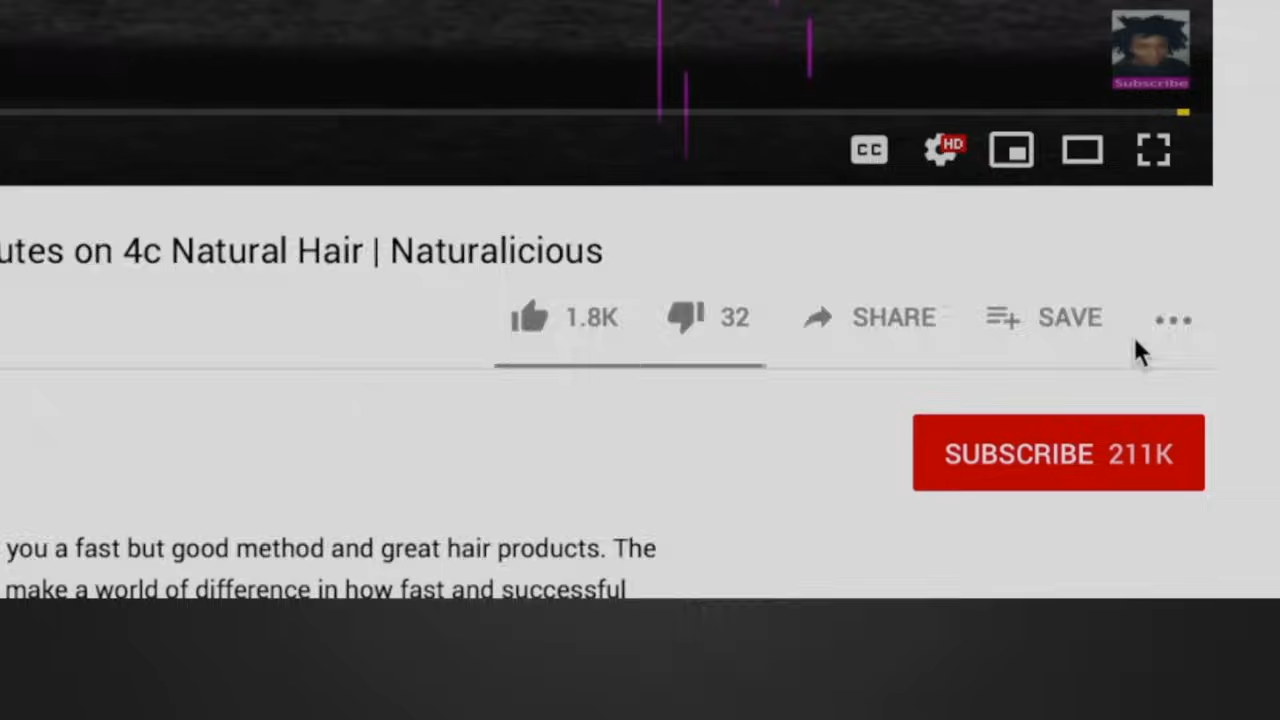 Subscribe
CC
HD
utes on 4c Natural Hair | Naturalicious
1.8K 32 SHARE SAVE
SUBSCRIBE 211K
you a fast but good method and great hair products. The
make a world of difference in how fast and successful